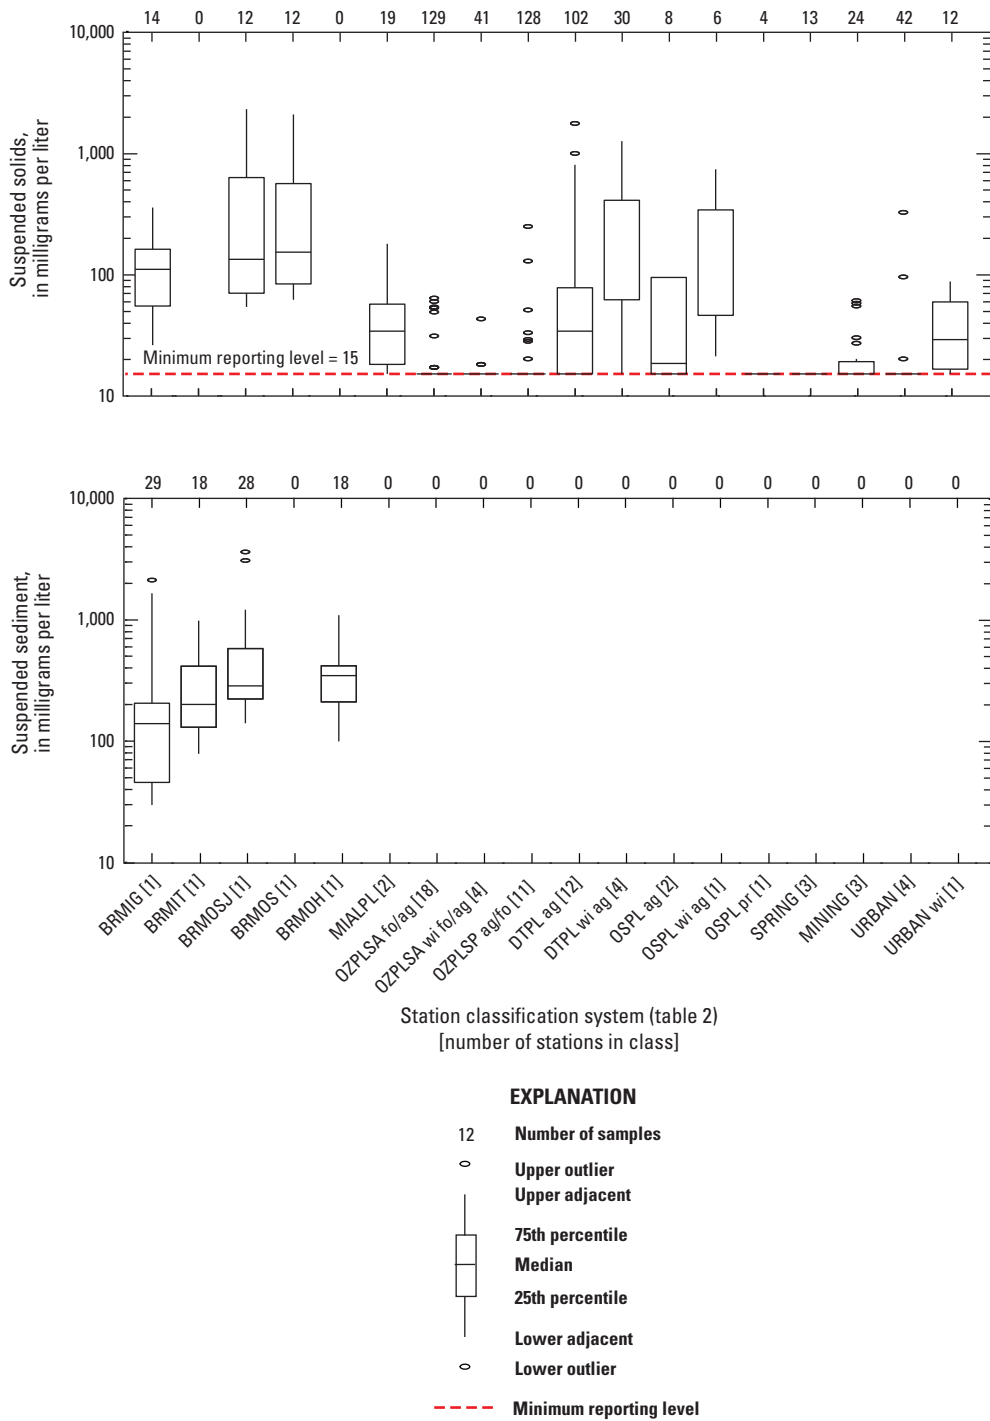 14 0 12 12 0 19 129 41 128 102 30 8 6 4 13 24 42 12
10,000
1,000
100
10
Suspended solids,
in milligrams per liter
Minimum reporting level = 15
29 18 28 0 18 0 0 0 0 0 0 0 0 0 0 0 0 0
10,000
1,000
100
10
Suspended sediment,
in milligrams per liter
BRMIG [1]
BRMIT [1]
BRMOSJ [1]
BRMOS [1]
BRMOH [1]
MIALPL [2]
OZPLSA fo/ag [18]
OZPLSA wi fo/ag [4]
OZPLSP ag/fo [11]
DTPL ag [12]
DTPL wi ag [4]
OSPL ag [2]
OSPL wi ag [1]
OSPL pr [1]
SPRING [3]
MINING [3]
URBAN [4]
URBAN wi [1]
Station classification system (table 2)
[number of stations in class]
EXPLANATION
12 Number of samples
Upper outlier
Upper adjacent
75th percentile
Median
25th percentile
Lower adjacent
Lower outlier
Minimum reporting level